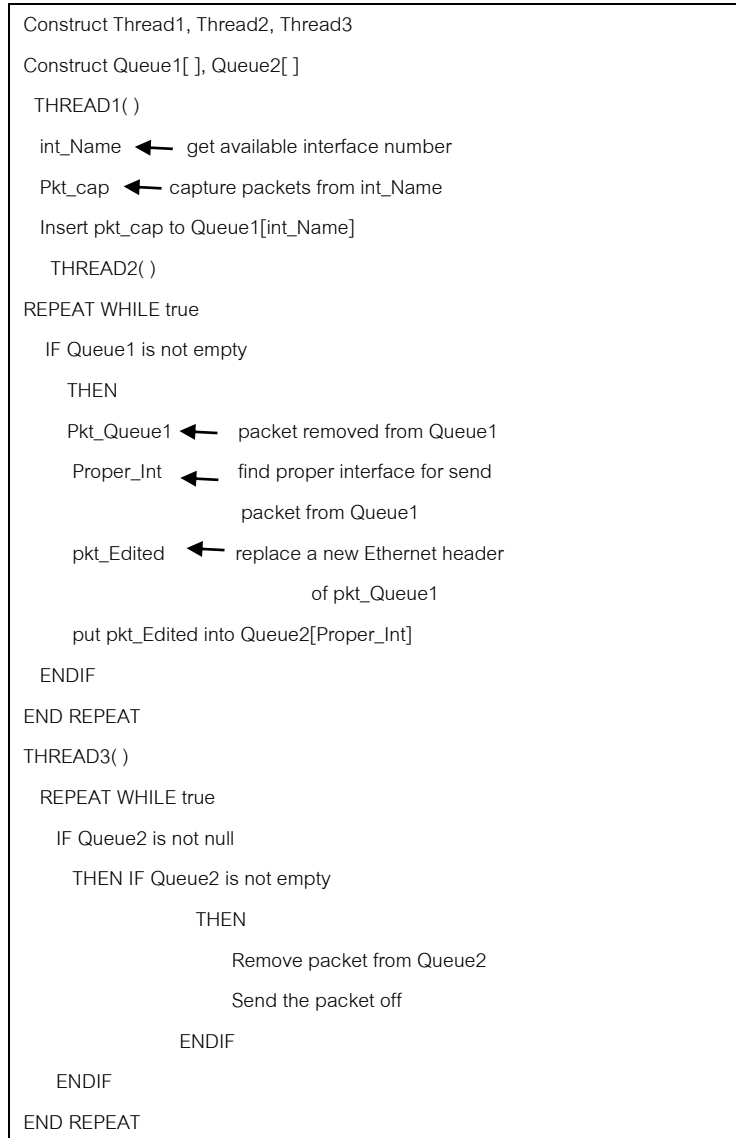 Construct Thread1, Thread2, Thread3
Construct Queue1[ ], Queue2[ ]
THREAD1( )
int_Name ← get available interface number
Pkt_cap ← capture packets from int_Name
Insert pkt_cap to Queue1[int_Name]
THREAD2( )
REPEAT WHILE true
IF Queue1 is not empty
THEN
Pkt_Queue1 ← packet removed from Queue1
Proper_Int ← find proper interface for send
packet from Queue1
pkt_Edited ← replace a new Ethernet header
of pkt_Queue1
put pkt_Edited into Queue2[Proper_Int]
ENDIF
END REPEAT
THREAD3( )
REPEAT WHILE true
IF Queue2 is not null
THEN IF Queue2 is not empty
THEN
Remove packet from Queue2
Send the packet off
ENDIF
ENDIF
END REPEAT